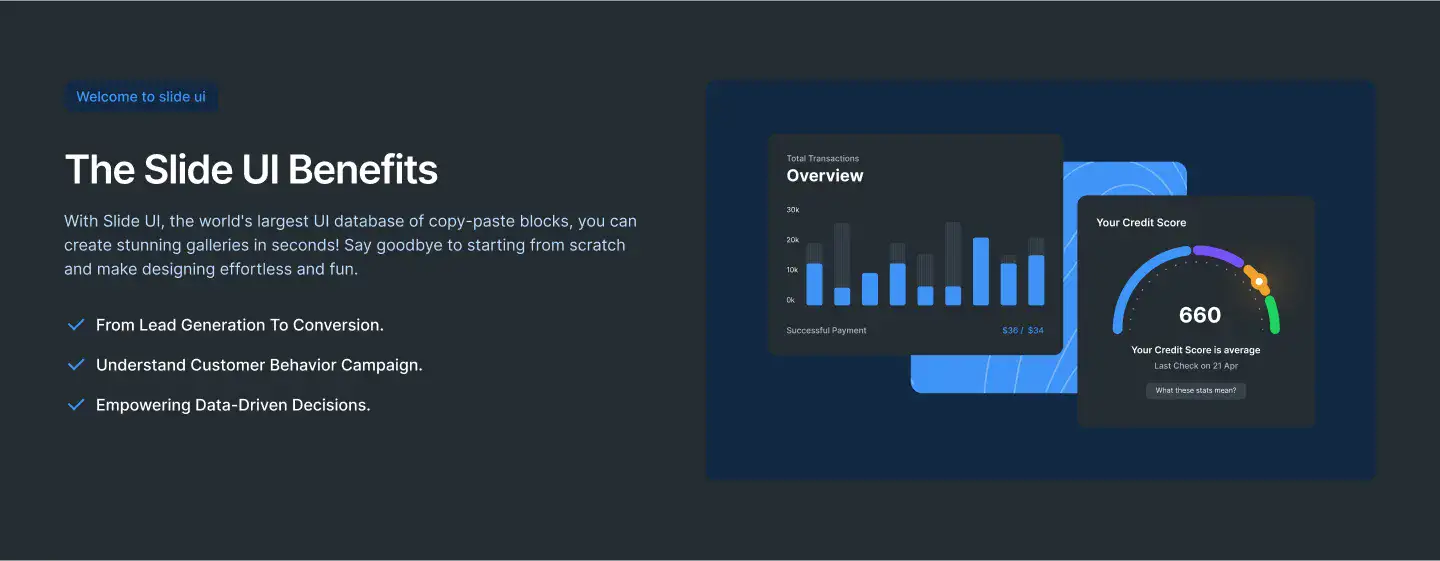 Welcome to slide ui
The Slide UI Benefits
With Slide UI, the world's largest UI database of copy-paste blocks, you can
create stunning galleries in seconds! Say goodbye to starting from scratch
and make designing effortless and fun.
From Lead Generation To Conversion.
Understand Customer Behavior Campaign.
Empowering Data-Driven Decisions.
Total Transactions
Overview
30k
20k
10k
0k
Successful Payment
$36 / $34
Your Credit Score
660
Your Credit Score is average
Last Check on 21 Apr
What these stats mean?